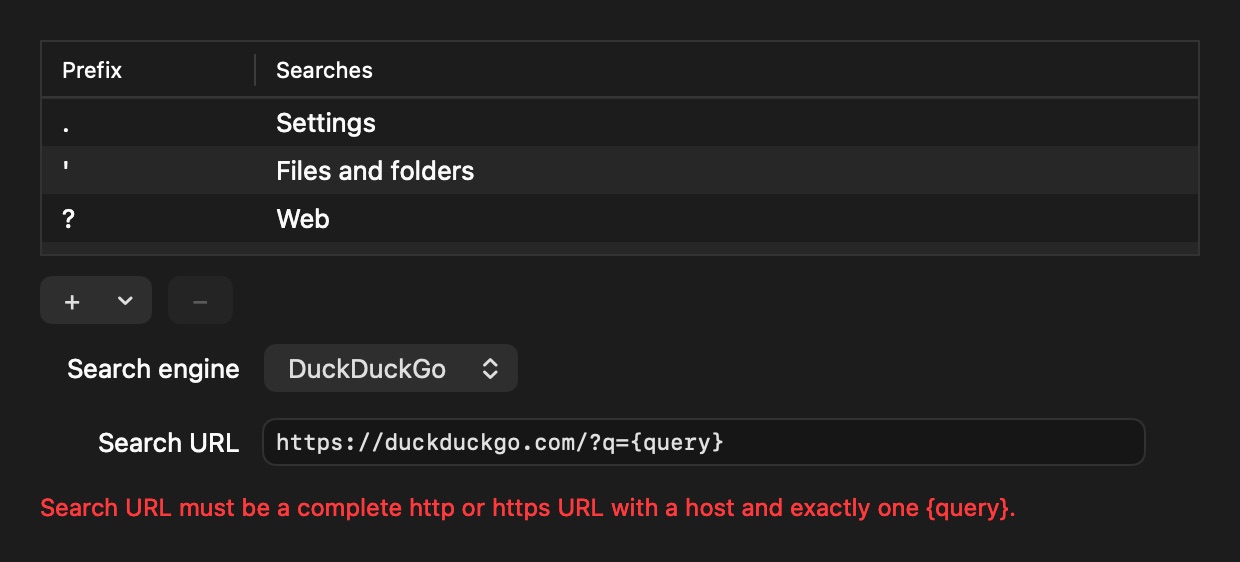 Prefix Searches
. Settings
' Files and folders
? Web
+ −
Search engine DuckDuckGo
Search URL https://duckduckgo.com/?q={query}
Search URL must be a complete http or https URL with a host and exactly one {query}.